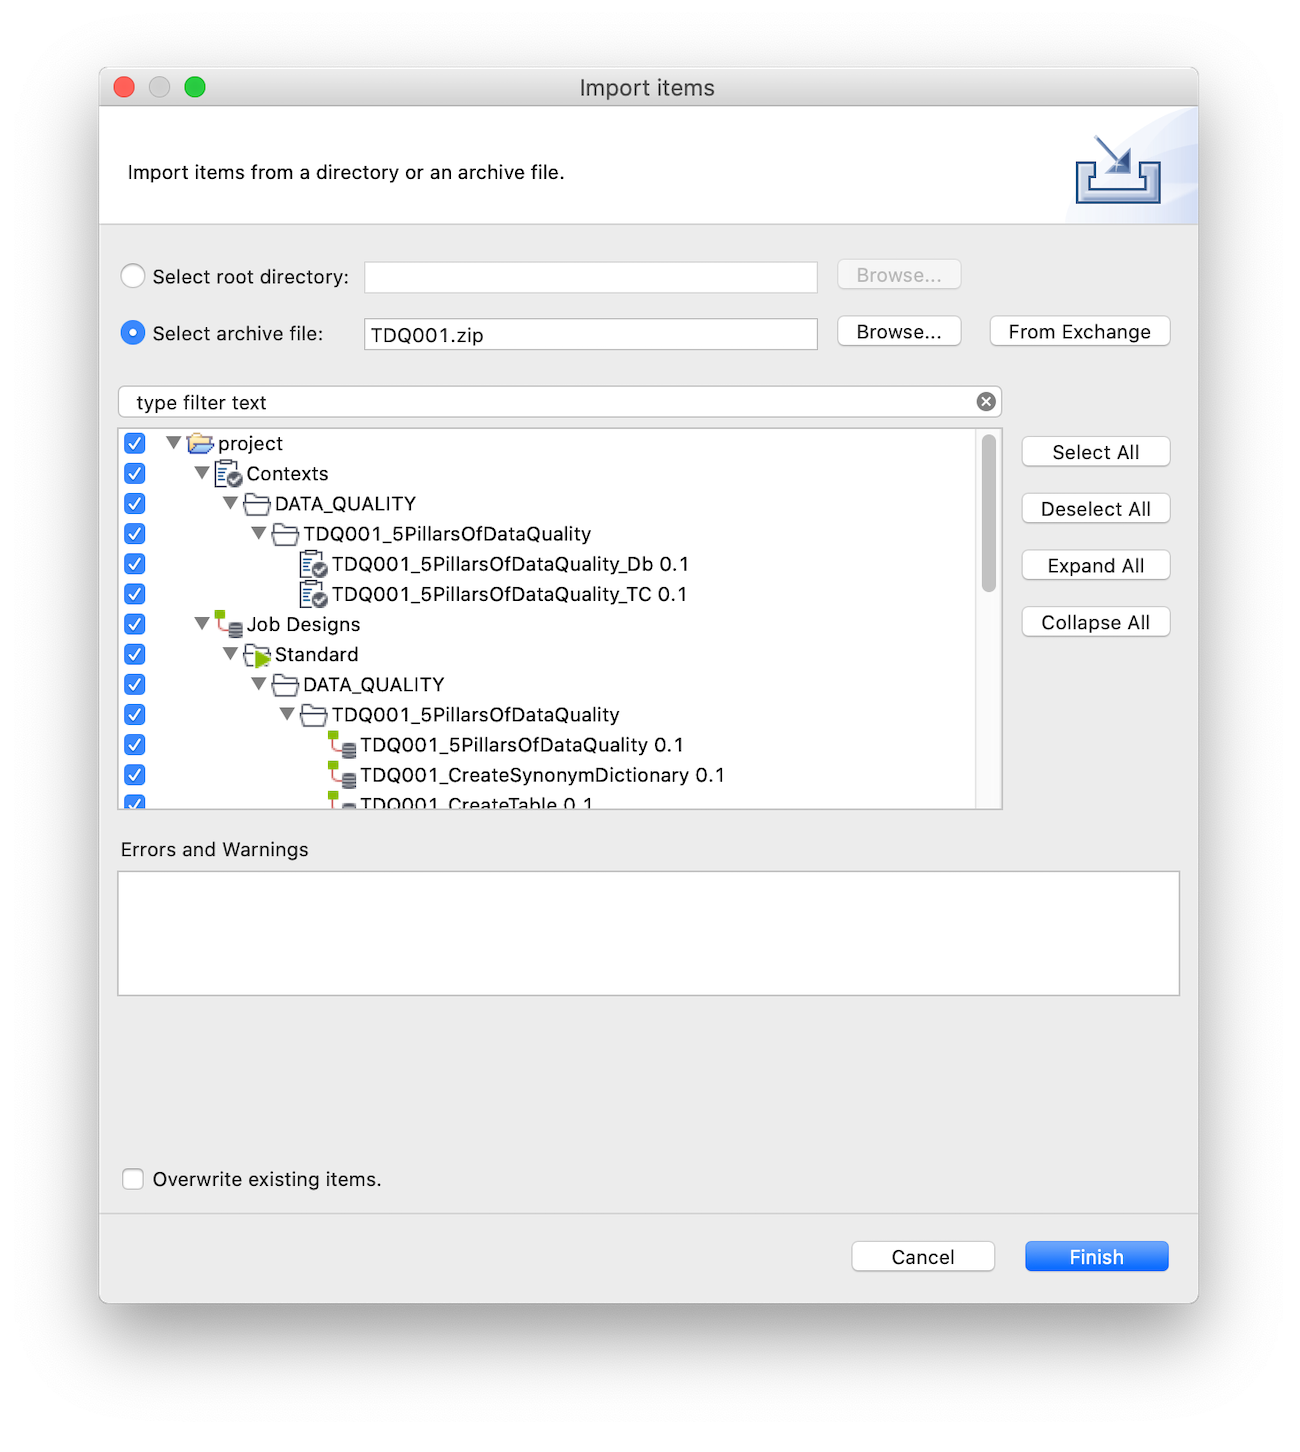 Import items
Import items from a directory or an archive file.
Select root directory:
Browse...
Select archive file:
TDQ001.zip
Browse...
From Exchange
type filter text
project
Contexts
DATA_QUALITY
TDQ001_5PillarsOfDataQuality
TDQ001_5PillarsOfDataQuality_Db 0.1
TDQ001_5PillarsOfDataQuality_TC 0.1
Job Designs
Standard
DATA_QUALITY
TDQ001_5PillarsOfDataQuality
TDQ001_5PillarsOfDataQuality 0.1
TDQ001_CreateSynonymDictionary 0.1
TDQ001_CreateTable 0.1
Select All
Deselect All
Expand All
Collapse All
Errors and Warnings
Overwrite existing items.
Cancel
Finish